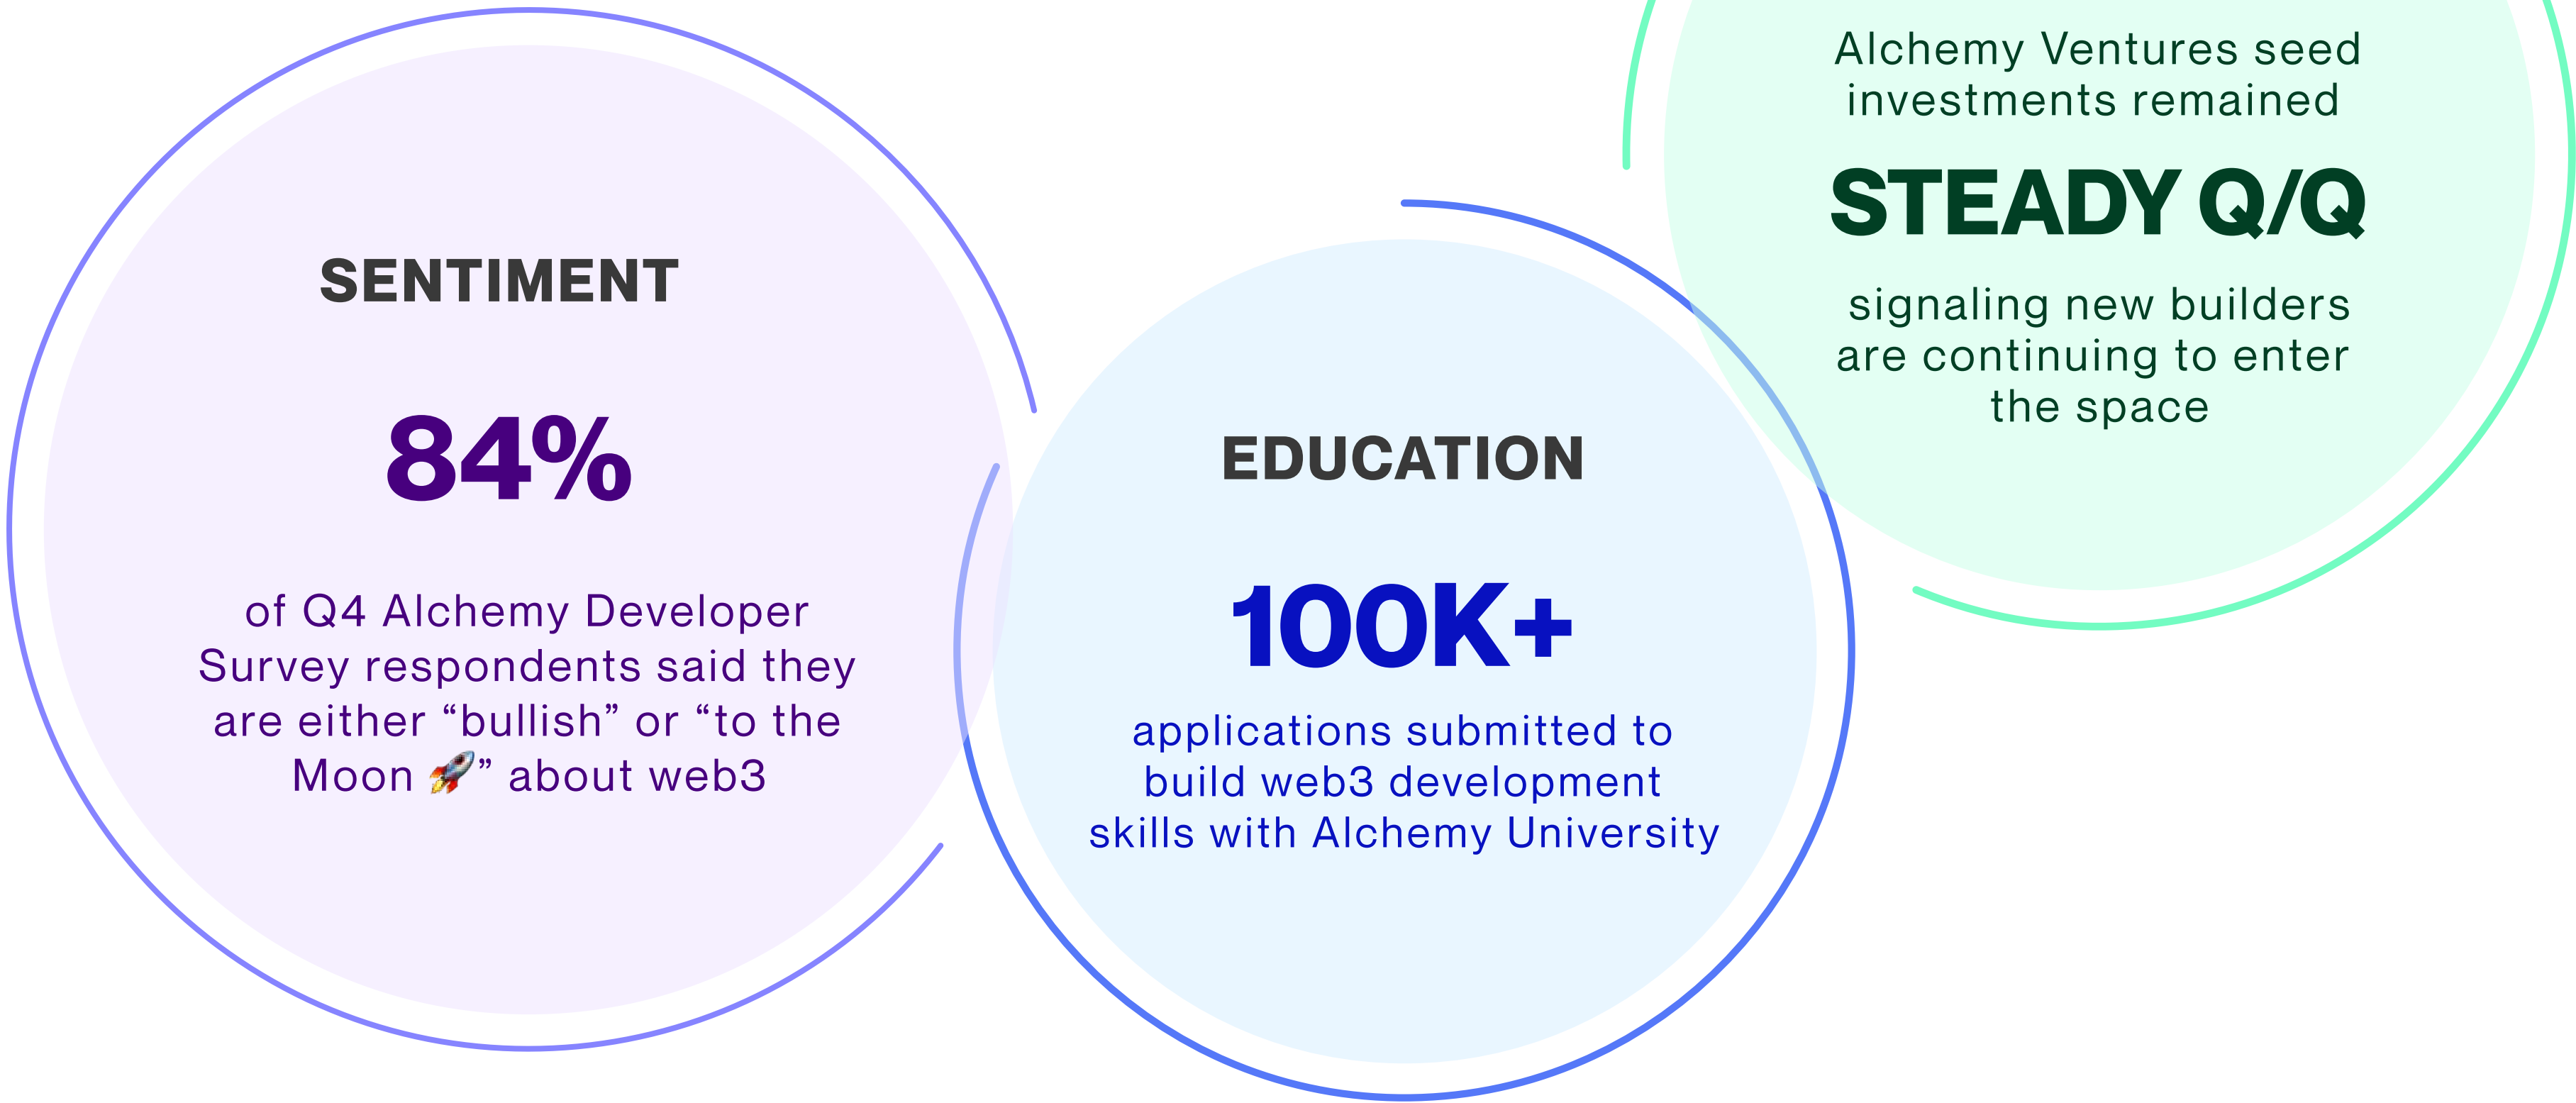 SENTIMENT
84%
of Q4 Alchemy Developer
Survey respondents said they
are either “bullish” or “to the
Moon 🚀” about web3
EDUCATION
100K+
applications submitted to
build web3 development
skills with Alchemy University
Alchemy Ventures seed
investments remained
STEADY Q/Q
signaling new builders
are continuing to enter
the space